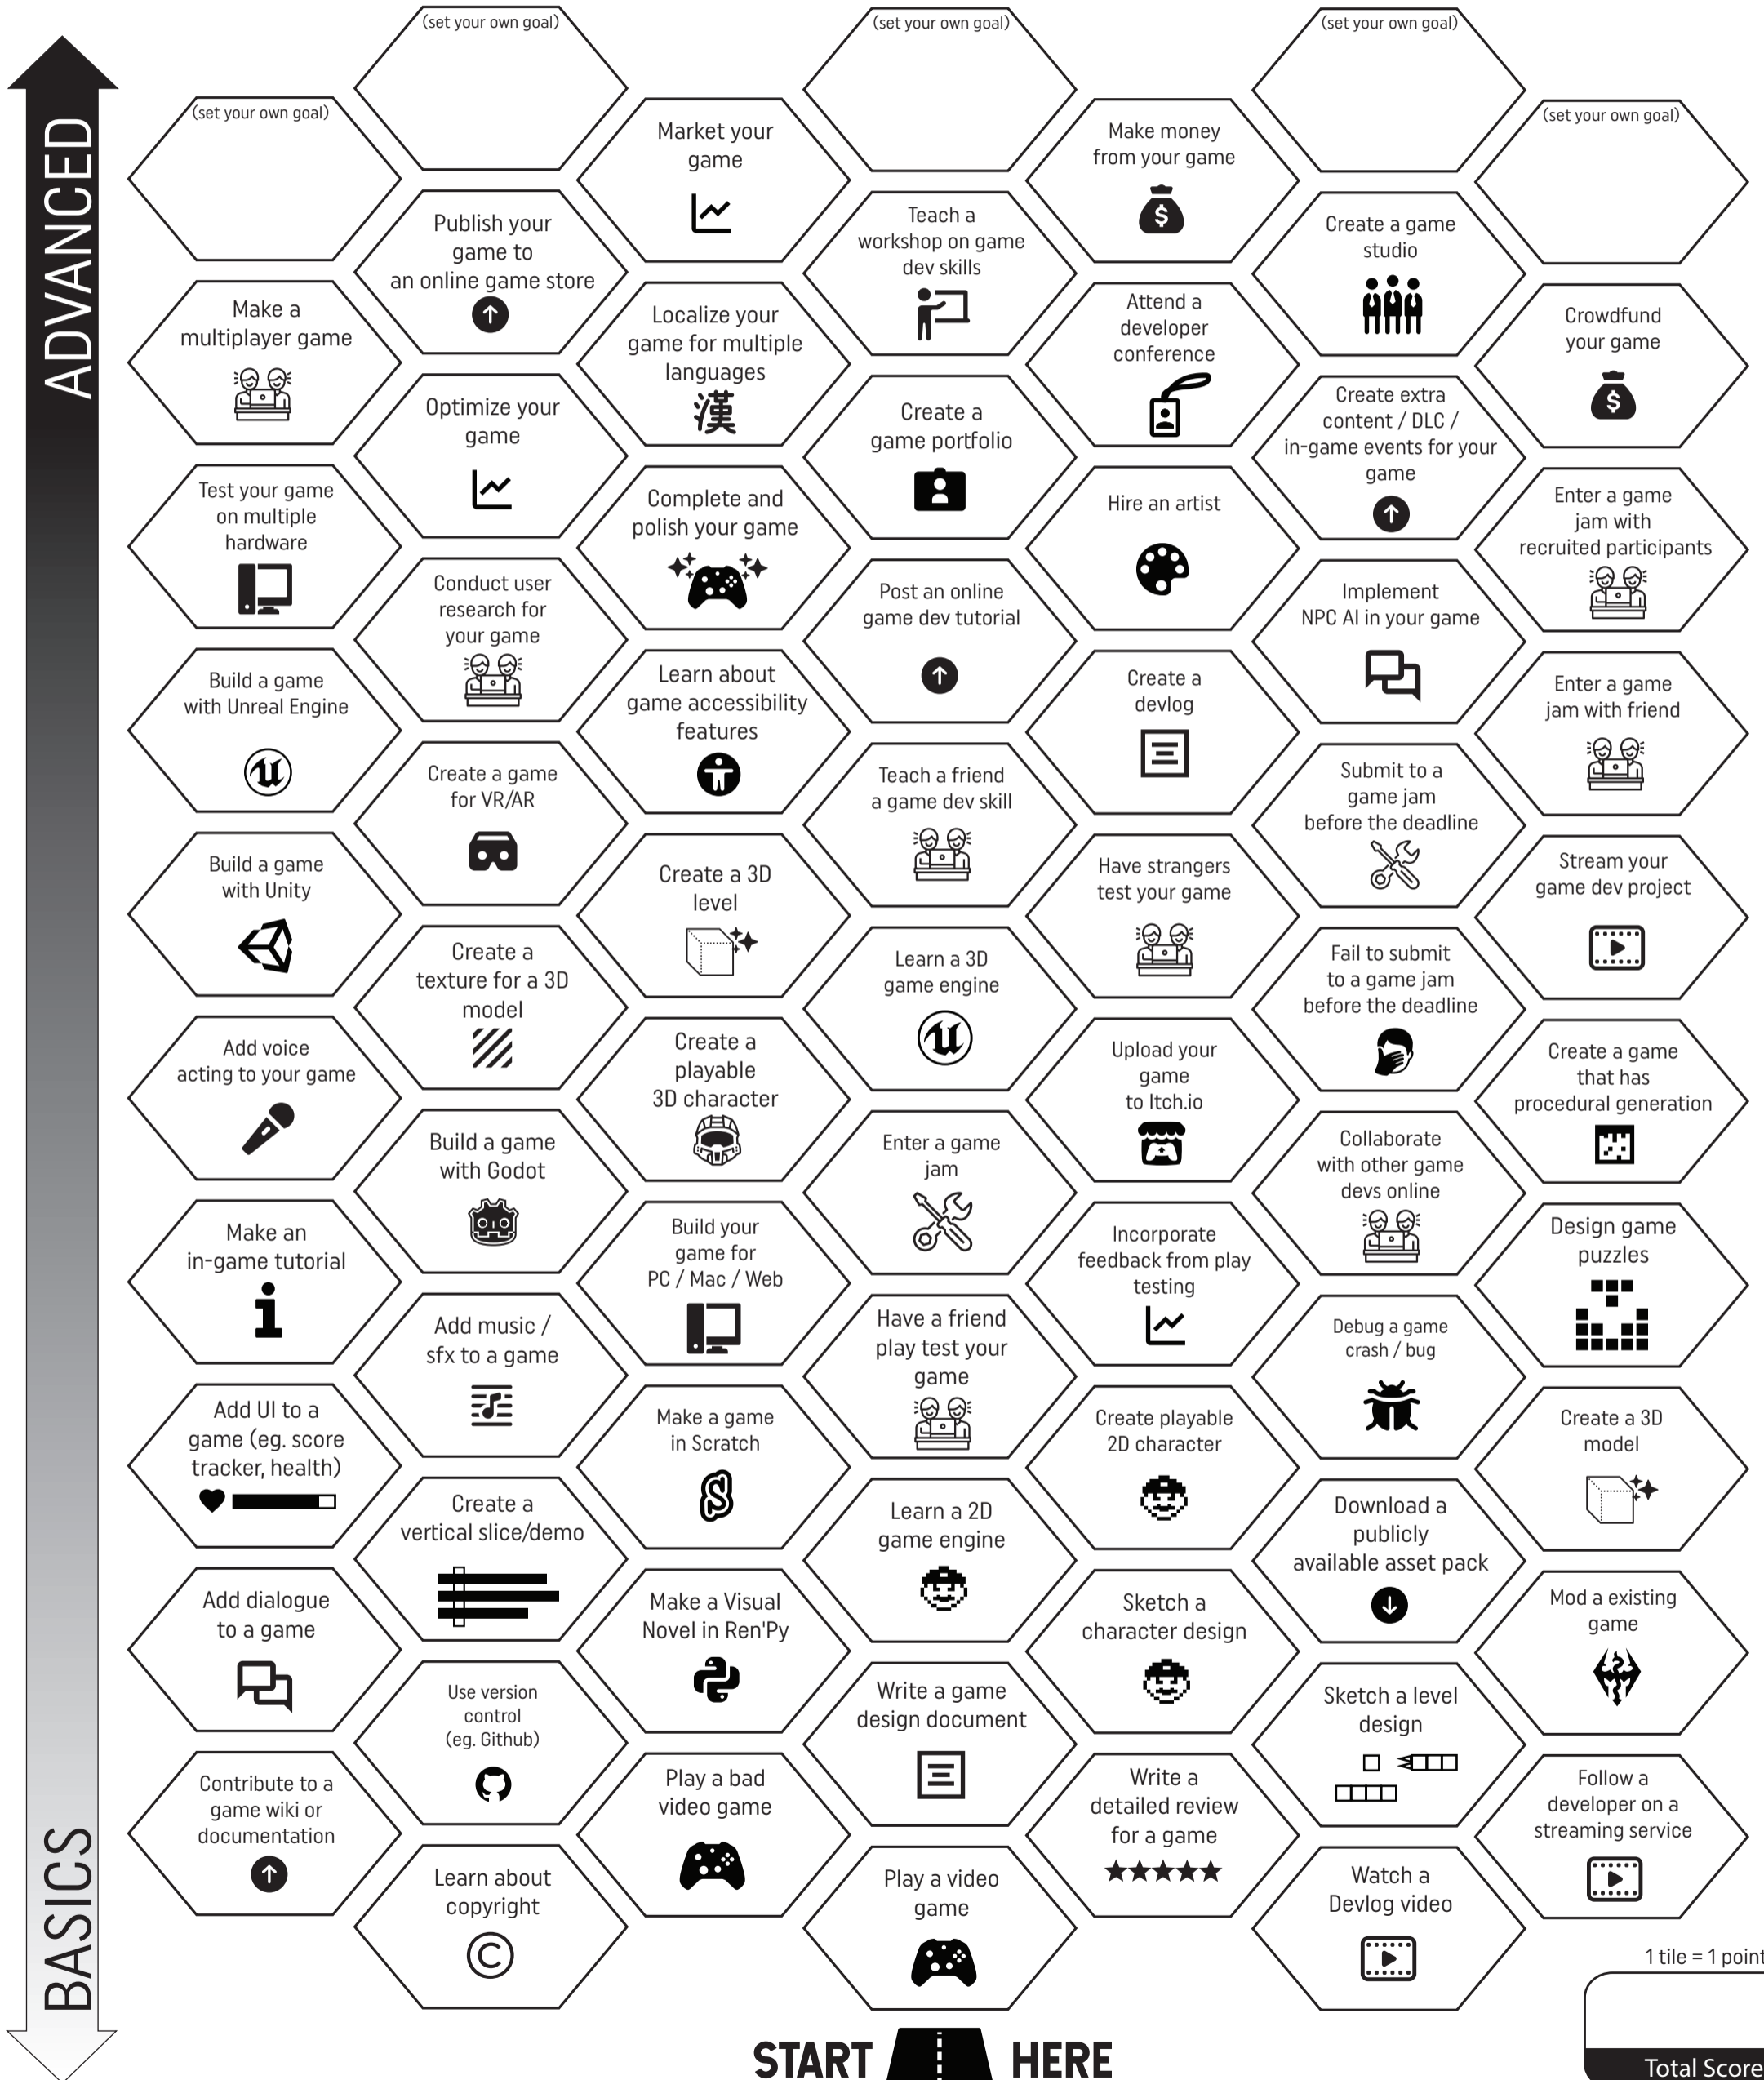 (set your own goal)
(set your own goal)
(set your own goal)
(set your own goal)
Market your
game
Make money
from your game
(set your own goal)
ADVANCED
Publish your
game to
an online game store
Teach a
workshop on game
dev skills
Create a game
studio
Make a
multiplayer game
Localize your
game for multiple
languages
漢
Attend a
developer
conference
Crowdfund
your game
Optimize your
game
Create a
game portfolio
Create extra
content / DLC /
in-game events for your
game
Test your game
on multiple
hardware
Complete and
polish your game
Hire an artist
Enter a game
jam with
recruited participants
Conduct user
research for
your game
Post an online
game dev tutorial
Implement
NPC AI in your game
Build a game
with Unreal Engine
Learn about
game accessibility
features
Create a
devlog
Enter a game
jam with friend
Create a game
for VR/AR
Teach a friend
a game dev skill
Submit to a
game jam
before the deadline
Build a game
with Unity
Create a 3D
level
Have strangers
test your game
Stream your
game dev project
Create a
texture for a 3D
model
Learn a 3D
game engine
Fail to submit
to a game jam
before the deadline
Add voice
acting to your game
Create a
playable
3D character
Upload your
game
to Itch.io
Create a game
that has
procedural generation
Build a game
with Godot
Enter a game
jam
Collaborate
with other game
devs online
Make an
in-game tutorial
Build your
game for
PC / Mac / Web
Incorporate
feedback from play
testing
Design game
puzzles
Add music /
sfx to a game
Have a friend
play test your
game
Debug a game
crash / bug
Add UI to a
game (eg. score
tracker, health)
Make a game
in Scratch
Create playable
2D character
Create a 3D
model
Create a
vertical slice/demo
Learn a 2D
game engine
Download a
publicly
available asset pack
Add dialogue
to a game
Make a Visual
Novel in Ren'Py
Sketch a
character design
Mod a existing
game
Use version
control
(eg. Github)
Write a game
design document
Sketch a level
design
Contribute to a
game wiki or
documentation
Play a bad
video game
Write a
detailed review
for a game
Follow a
developer on a
streaming service
BASICS
Learn about
copyright
Play a video
game
Watch a
Devlog video
1 tile = 1 point
START HERE
Total Score